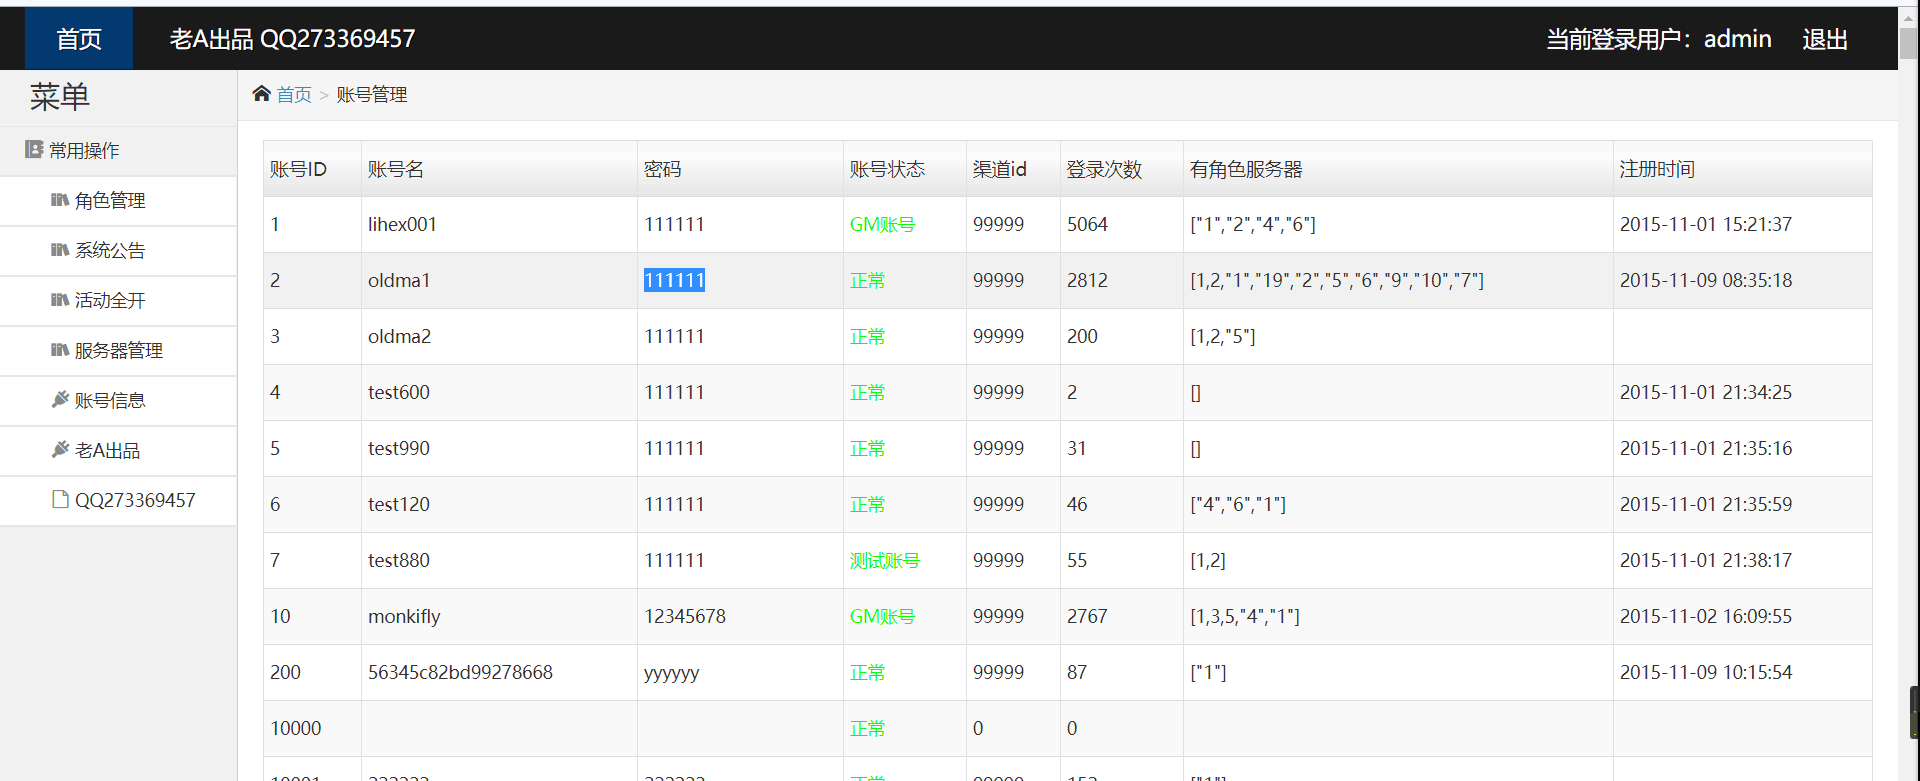 首页 老A出品 QQ273369457 当前登录用户：admin 退出
菜单
首页 > 账号管理
常用操作
角色管理
系统公告
活动全开
服务器管理
账号信息
老A出品
QQ273369457
账号ID 账号名 密码 账号状态 渠道id 登录次数 有角色服务器 注册时间
1 lihex001 111111 GM账号 99999 5064 ["1","2","4","6"] 2015-11-01 15:21:37
2 oldma1 111111 正常 99999 2812 [1,2,"1","19","2","5","6","9","10","7"] 2015-11-09 08:35:18
3 oldma2 111111 正常 99999 200 [1,2,"5"]
4 test600 111111 正常 99999 2 [] 2015-11-01 21:34:25
5 test990 111111 正常 99999 31 [] 2015-11-01 21:35:16
6 test120 111111 正常 99999 46 ["4","6","1"] 2015-11-01 21:35:59
7 test880 111111 测试账号 99999 55 [1,2] 2015-11-01 21:38:17
10 monkifly 12345678 GM账号 99999 2767 [1,3,5,"4","1"] 2015-11-02 16:09:55
200 56345c82bd99278668 yyyyyy 正常 99999 87 ["1"] 2015-11-09 10:15:54
10000 正常 0 0